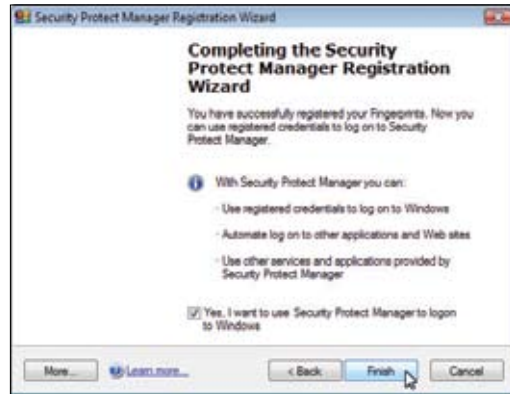 Security Protect Manager Registration Wizard
Completing the Security
Protect Manager Registration
Wizard
You have successfully registered your Fingerprints. Now you
can use registered credentials to log on to Security
Protect Manager.
With Security Protect Manager you can:
· Use registered credentials to log on to Windows
· Automate log on to other applications and Web sites
· Use other services and applications provided by
Security Protect Manager
Yes, I want to use Security Protect Manager to logon
to Windows
More...
Learn more...
< Back
Finish
Cancel